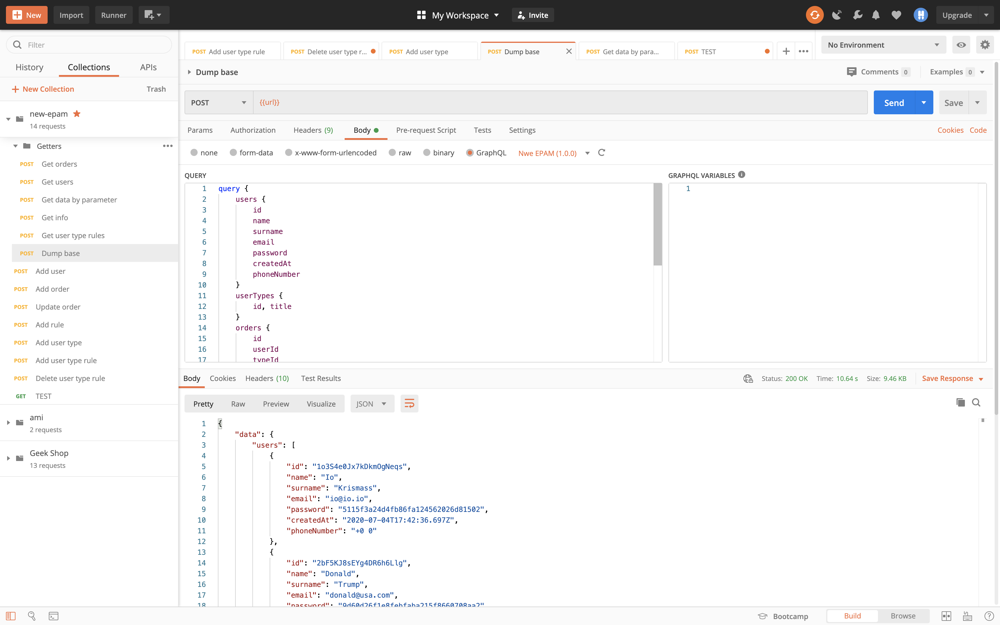 New
Import
Runner
My Workspace
Invite
Upgrade
Filter
History
Collections
APIs
New Collection
Trash
new-epam
14 requests
Getters
POST Get orders
POST Get users
POST Get data by parameter
POST Get info
POST Get user type rules
POST Dump base
POST Add user
POST Add order
POST Update order
POST Add rule
POST Add user type
POST Add user type rule
POST Delete user type rule
GET TEST
ami
2 requests
Geek Shop
13 requests
POST Add user type rule
POST Delete user type r...
POST Add user type
POST Dump base
POST Get data by para...
POST TEST
No Environment
Dump base
Comments 0
Examples 0
POST
{{url}}
Send
Save
Params
Authorization
Headers (9)
Body
Pre-request Script
Tests
Settings
Cookies
Code
none
form-data
x-www-form-urlencoded
raw
binary
GraphQL
Nwe EPAM (1.0.0)
QUERY
1 query {
2 users {
3 id
4 name
5 surname
6 email
7 password
8 createdAt
9 phoneNumber
10 }
11 userTypes {
12 id, title
13 }
14 orders {
15 id
16 userId
17 typeId
GRAPHQL VARIABLES
1
Body
Cookies
Headers (10)
Test Results
Status: 200 OK
Time: 10.64 s
Size: 9.46 KB
Save Response
Pretty
Raw
Preview
Visualize
JSON
1 {
2 "data": {
3 "users": [
4 {
5 "id": "1o3S4e0Jx7kDkmOgNeqs",
6 "name": "Io",
7 "surname": "Krismass",
8 "email": "io@io.io",
9 "password": "5115f3a24d4fb86fa124562026d81502",
10 "createdAt": "2020-07-04T17:42:36.697Z",
11 "phoneNumber": "+0 0"
12 },
13 {
14 "id": "2bF5KJ8sEYg4DR6h6Llg",
15 "name": "Donald",
16 "surname": "Trump",
17 "email": "donald@usa.com",
18 "password": "9d60d26f1e8febfaba215f8660708aa2"
Bootcamp
Build
Browse